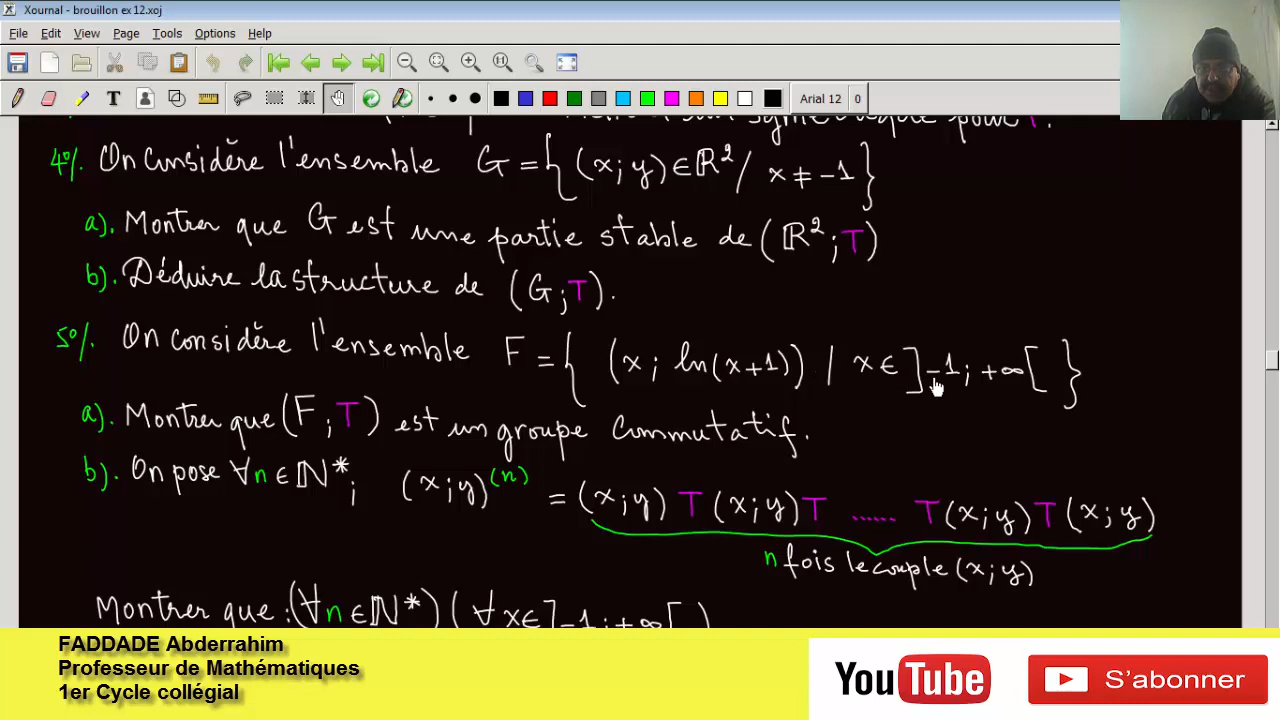 Xournal - brouillon ex12.xoj
File Edit View Page Tools Options Help
Arial 12 0
pour T.
4%. On Considère l'ensemble G = { (x;y) ∈ ℝ² / x ≠ -1 }
a). Montrer que G est une partie stable de (ℝ²; T)
b). Déduire la structure de (G; T).
5%. On considère l'ensemble F = { (x; ln(x+1)) / x ∈ ]-1; +∞[ }
a). Montrer que (F; T) est un groupe Commutatif.
b). On pose ∀n ∈ ℕ*; (x;y)⁽ⁿ⁾ = (x;y) T (x;y) T ...... T (x;y) T (x;y)
n fois le couple (x;y)
Montrer que : (∀n ∈ ℕ*) (∀x ∈ ]-1; +∞[)
FADDADE Abderrahim
Professeur de Mathématiques
1er Cycle collégial
YouTube
S'abonner